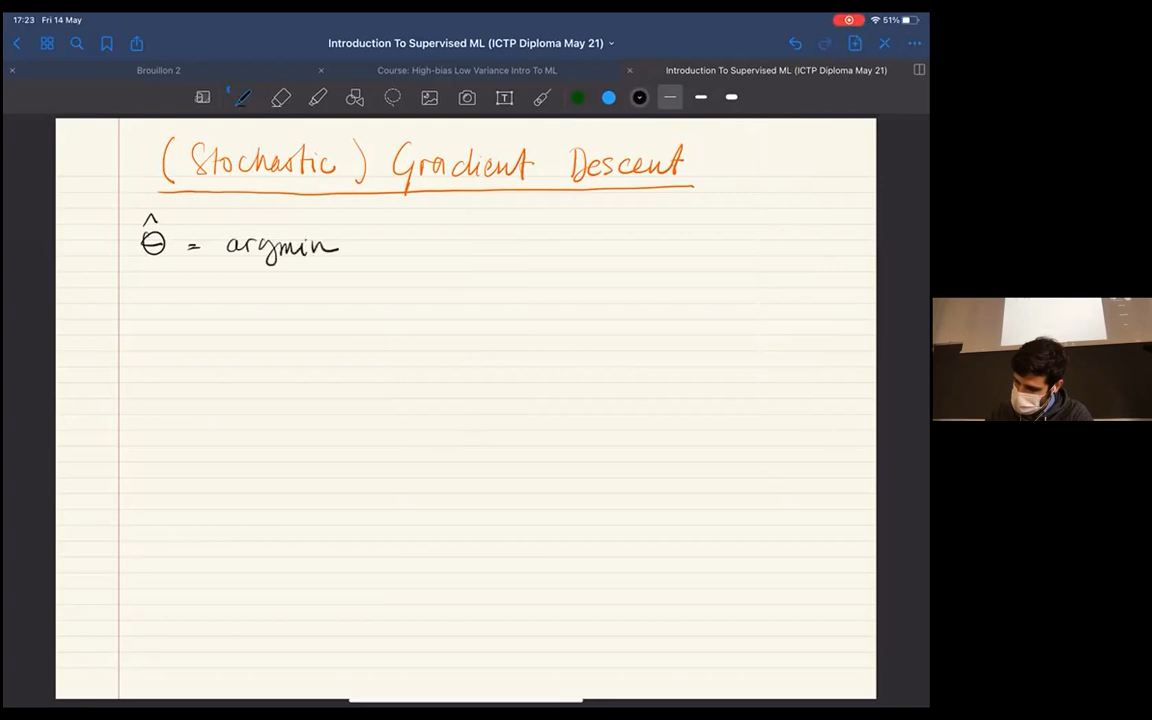 17:23 Fri 14 May
51%
Introduction To Supervised ML (ICTP Diploma May 21)
Brouillon 2
Course: High-bias Low Variance Intro To ML
Introduction To Supervised ML (ICTP Diploma May 21)
(Stochastic) Gradient Descent
Θ̂ = argmin